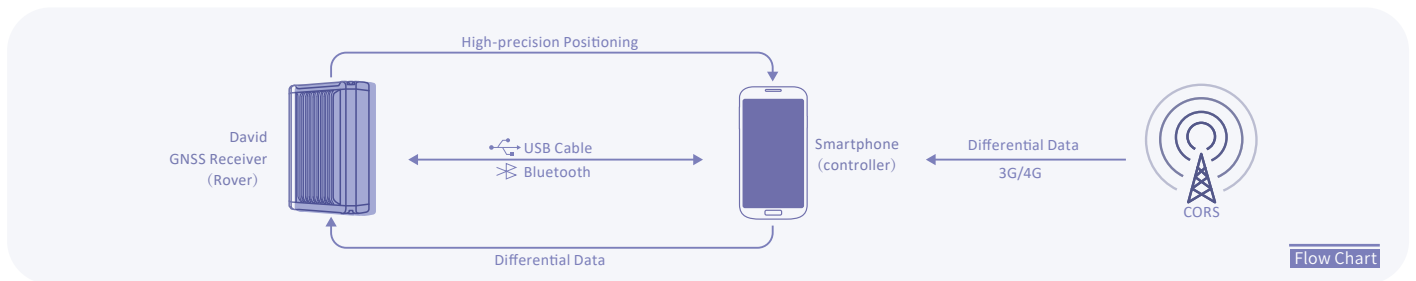 High-precision Positioning
David
GNSS Receiver
（Rover）
USB Cable
Bluetooth
Smartphone
（controller）
Differential Data
3G/4G
CORS
Differential Data
Flow Chart